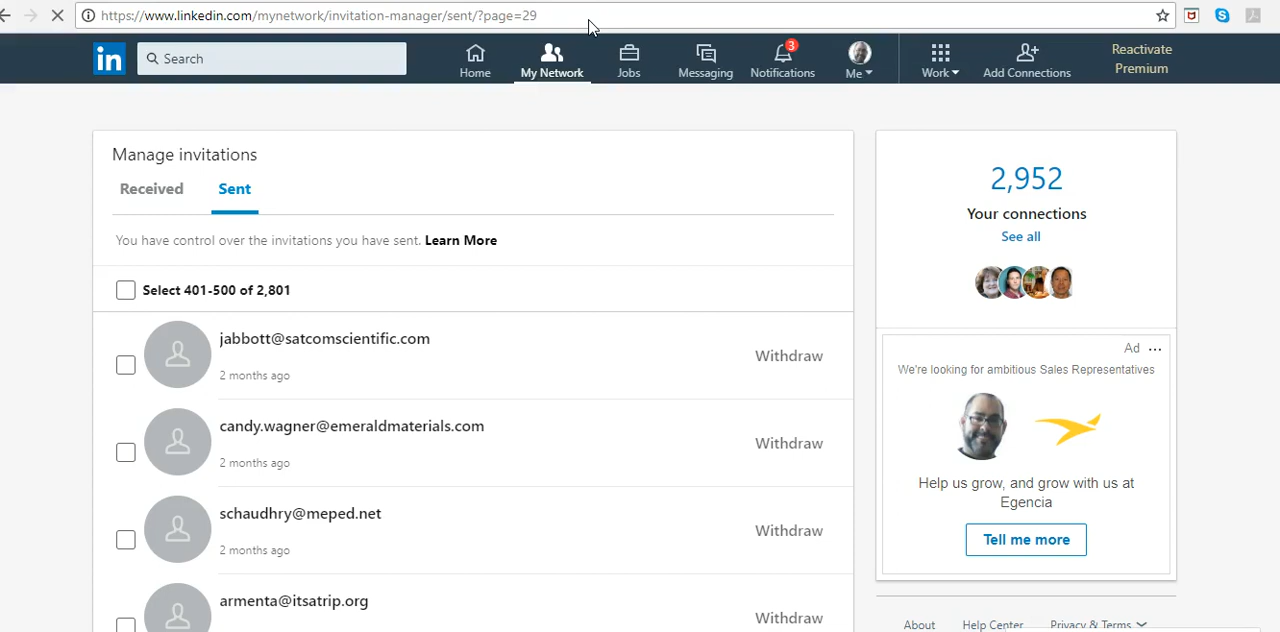 https://www.linkedin.com/mynetwork/invitation-manager/sent/?page=29
in
Search
Home
My Network
Jobs
Messaging
3
Notifications
Me
Work
Add Connections
Reactivate
Premium
Manage invitations
Received
Sent
You have control over the invitations you have sent. Learn More
Select 401-500 of 2,801
jabbott@satcomscientific.com
2 months ago
Withdraw
candy.wagner@emeraldmaterials.com
2 months ago
Withdraw
schaudhry@meped.net
2 months ago
Withdraw
armenta@itsatrip.org
Withdraw
2,952
Your connections
See all
Ad
We're looking for ambitious Sales Representatives
Help us grow, and grow with us at
Egencia
Tell me more
About
Help Center
Privacy & Terms